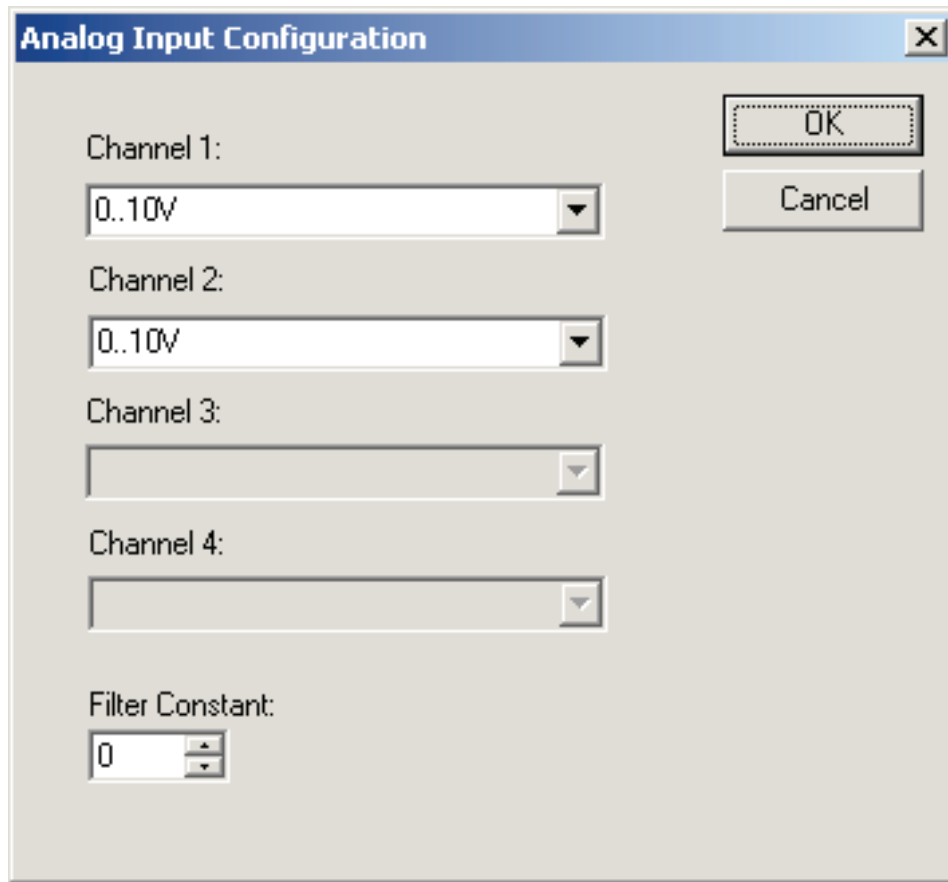 Analog Input Configuration
Channel 1:
0..10V
OK
Cancel
Channel 2:
0..10V
Channel 3:
Channel 4:
Filter Constant:
0